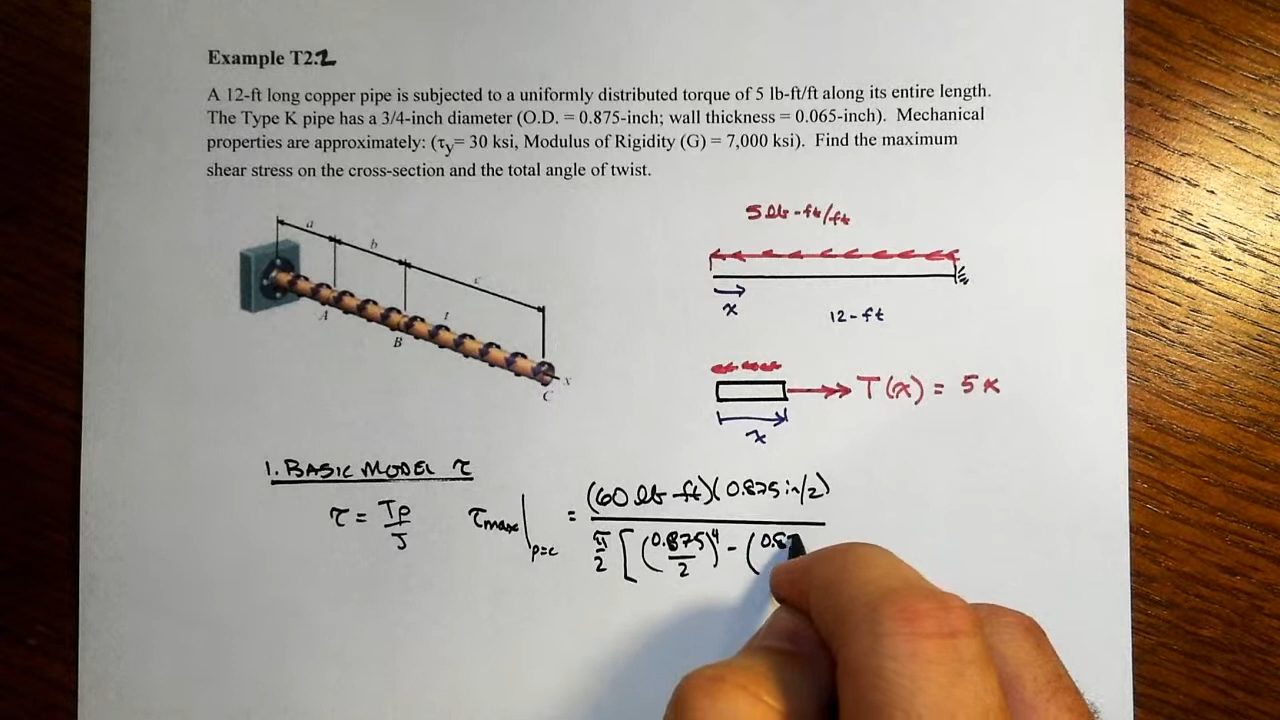 Example T2.2
A 12-ft long copper pipe is subjected to a uniformly distributed torque of 5 lb-ft/ft along its entire length.
The Type K pipe has a 3/4-inch diameter (O.D. = 0.875-inch; wall thickness = 0.065-inch). Mechanical
properties are approximately: (τy= 30 ksi, Modulus of Rigidity (G) = 7,000 ksi). Find the maximum
shear stress on the cross-section and the total angle of twist.
a
b
c
A
B
t
x
C
5 lb-ft/ft
x
12-ft
T(x) = 5x
x
1. BASIC MODEL τ
τ = Tρ/J
τmax|ρ=c = (60 lb-ft)(0.875 in/2)
π/2 [(0.875/2)^4 - (0.8